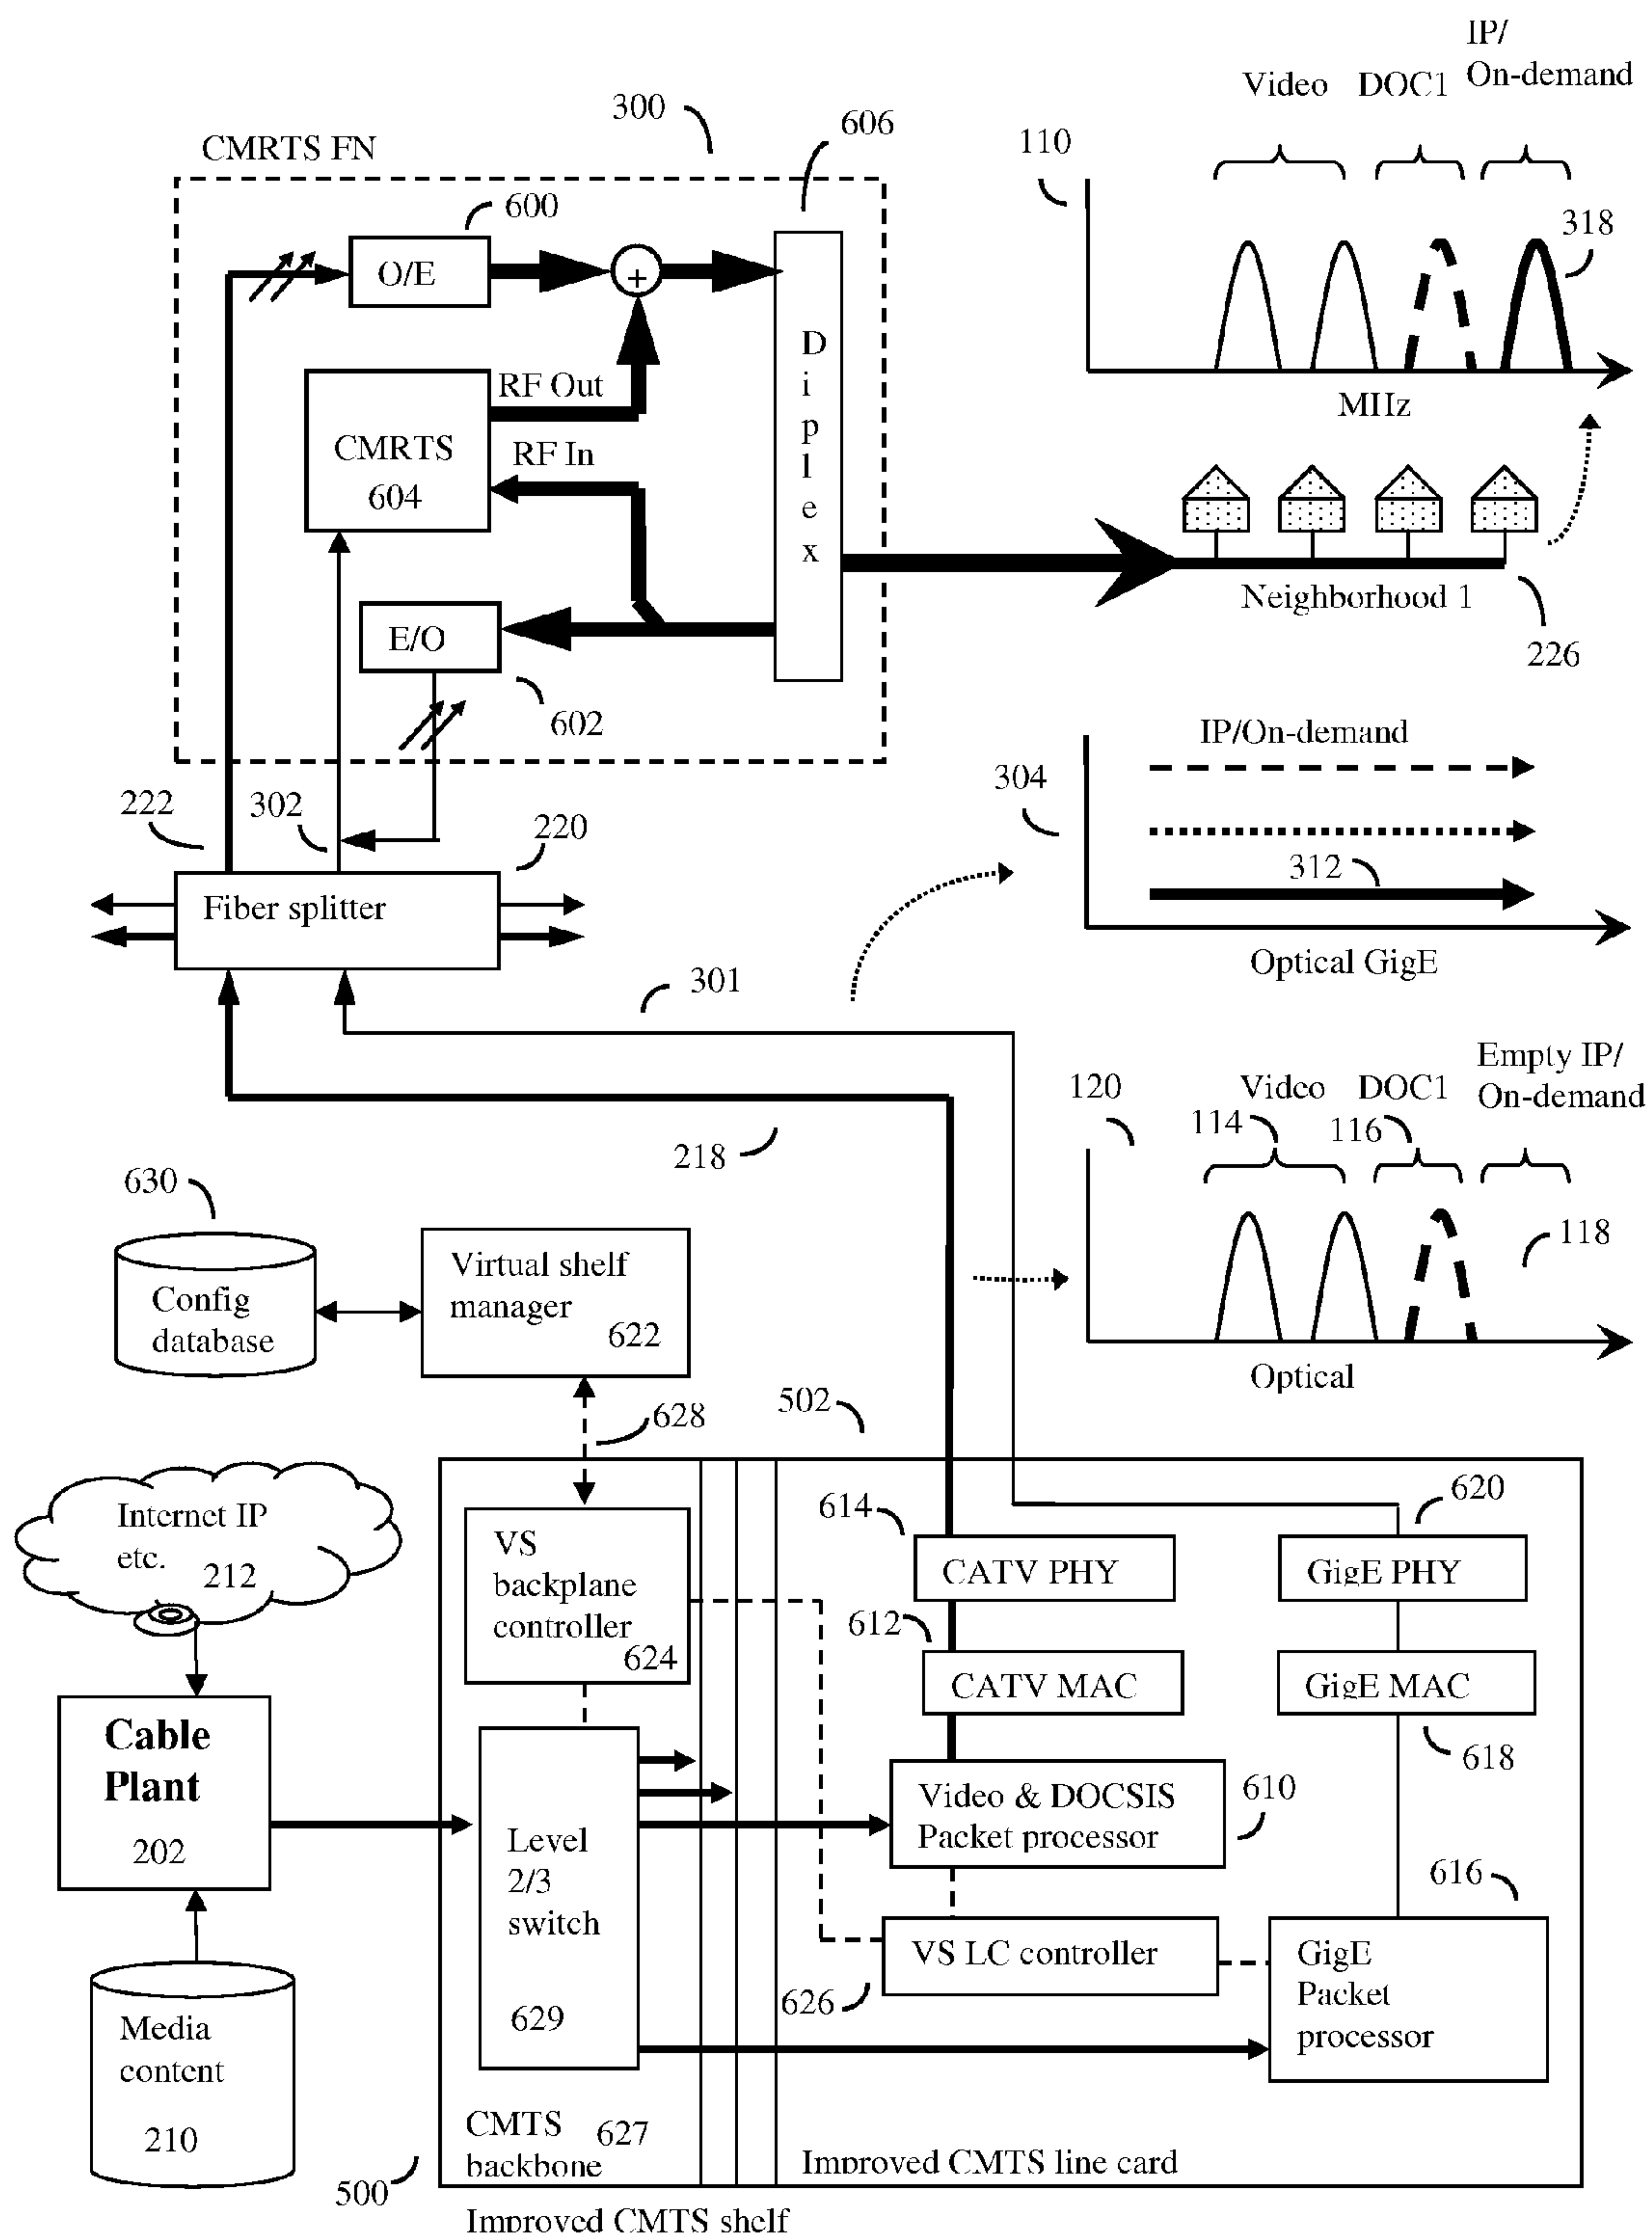 IP/
On-demand
Video
DOC1
300
606
110
CMRTS FN
600
318
O/E
+
D
i
p
l
e
x
RF Out
MHz
RF In
CMRTS
604
Neighborhood 1
E/O
226
602
IP/On-demand
304
222
302
220
312
Fiber splitter
Optical GigE
301
Empty IP/
On-demand
120
Video
DOC1
114
116
218
630
118
Virtual shelf
manager
622
Config
database
Optical
502
628
620
614
Internet IP
etc.
212
VS
backplane
controller
624
CATV PHY
GigE PHY
612
CATV MAC
GigE MAC
Cable
Plant
202
618
Video & DOCSIS
Packet processor
610
Level
2/3
switch
629
616
VS LC controller
626
GigE
Packet
processor
Media
content
210
CMTS
backbone
627
Improved CMTS line card
500
Improved CMTS shelf